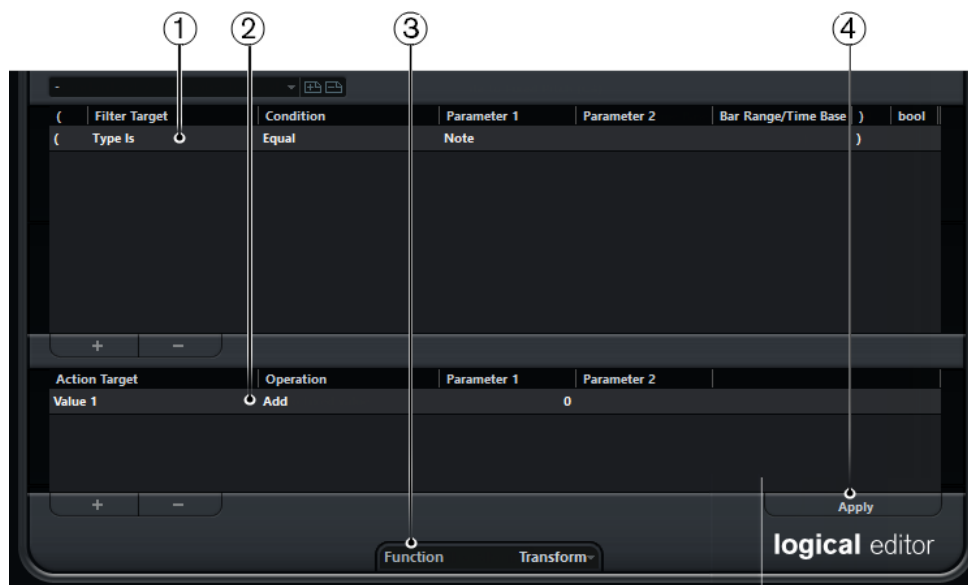 1 2 3 4
-
( Filter Target Condition Parameter 1 Parameter 2 Bar Range/Time Base ) bool
( Type Is Equal Note )
+ −
Action Target Operation Parameter 1 Parameter 2
Value 1 Add 0
+ −
Apply
Function Transform
logical editor